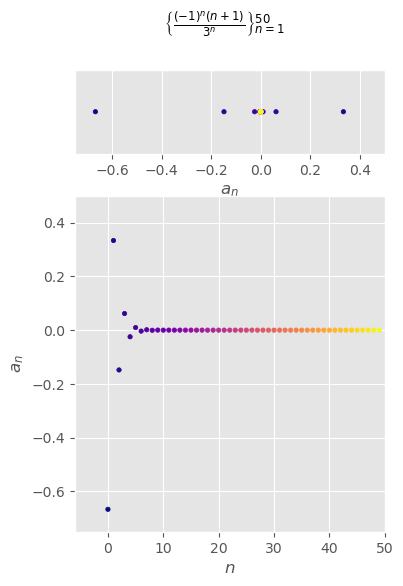 $\left\{\frac{(-1)^n(n+1)}{3^n}\right\}_{n=1}^{50}$
−0.6 −0.4 −0.2 0.0 0.2 0.4
$a_n$
0.4
0.2
0.0
−0.2
−0.4
−0.6
$a_n$
0 10 20 30 40 50
$n$